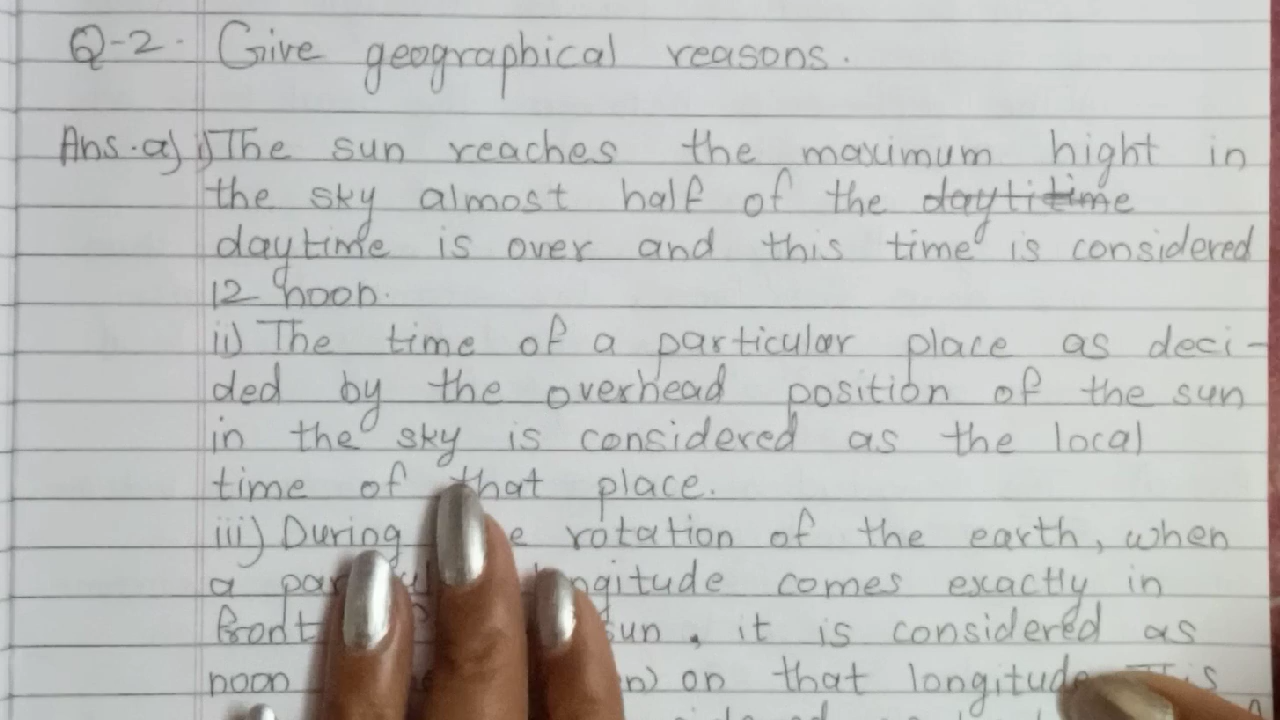 Q-2. Give geographical reasons.
Ans.a) i) The sun reaches the maximum hight in
the sky almost half of the daytitime
daytime is over and this time is considered
12 noon.
ii) The time of a particular place as deci-
ded by the overhead position of the sun
in the sky is considered as the local
time of that place.
iii) During rotation of the earth, when
a comes exactly in
front sun, it is considered as
noon on that